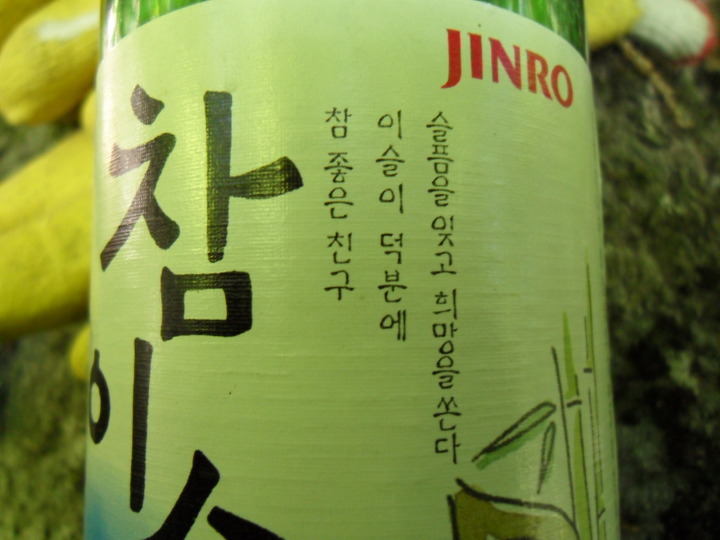 JINRO
참이
참 좋은 친구
이슬이 덕분에
슬픔을 잊고 희망을 쏜다